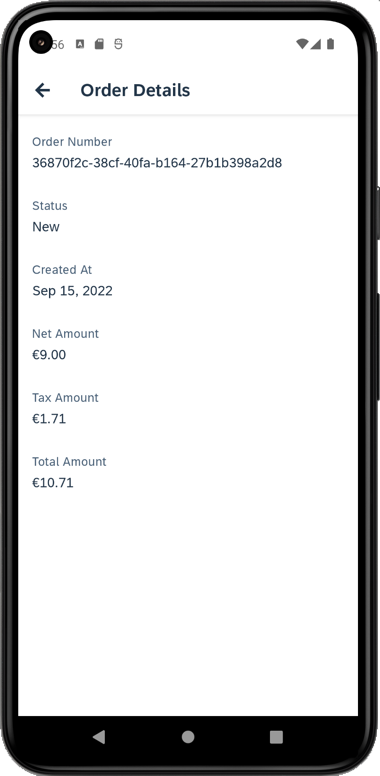 56
Order Details
Order Number
36870f2c-38cf-40fa-b164-27b1b398a2d8
Status
New
Created At
Sep 15, 2022
Net Amount
€9.00
Tax Amount
€1.71
Total Amount
€10.71